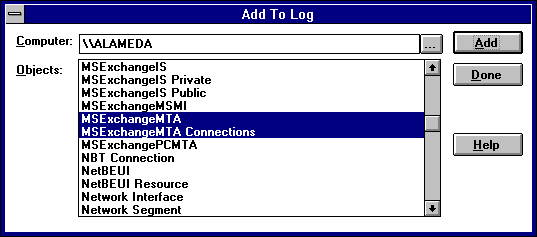 Add To Log
Computer: \\ALAMEDA ... Add
Objects: MSExchangeIS Done
MSExchangeIS Private
MSExchangeIS Public
MSExchangeMSMI
MSExchangeMTA
MSExchangeMTA Connections
MSExchangePCMTA Help
NBT Connection
NetBEUI
NetBEUI Resource
Network Interface
Network Segment